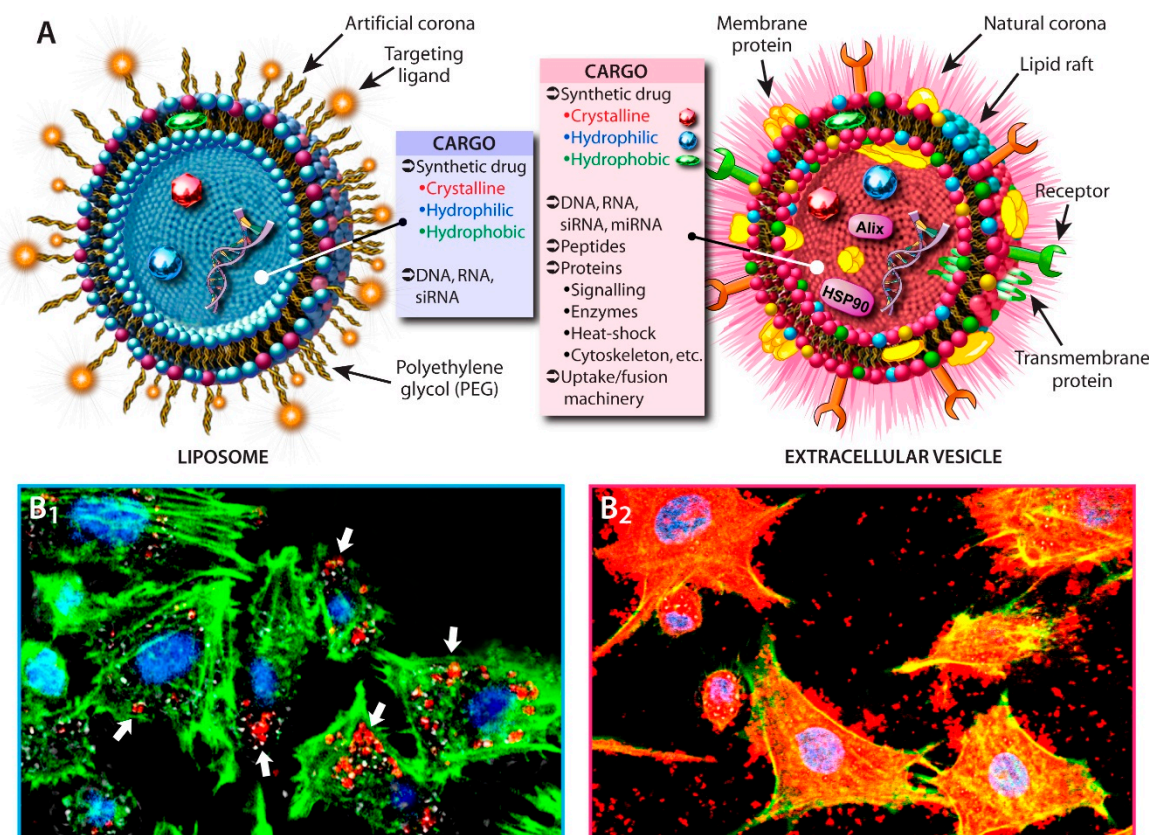 A
Artificial corona
Targeting
ligand
CARGO
➲Synthetic drug
•Crystalline
•Hydrophilic
•Hydrophobic
➲DNA, RNA,
siRNA
Polyethylene
glycol (PEG)
LIPOSOME
CARGO
➲Synthetic drug
•Crystalline
•Hydrophilic
•Hydrophobic
➲DNA, RNA,
siRNA, miRNA
➲Peptides
➲Proteins
•Signalling
•Enzymes
•Heat-shock
•Cytoskeleton, etc.
➲Uptake/fusion
machinery
Membrane
protein
Natural corona
Lipid raft
Receptor
Alix
HSP90
Transmembrane
protein
EXTRACELLULAR VESICLE
B1
B2